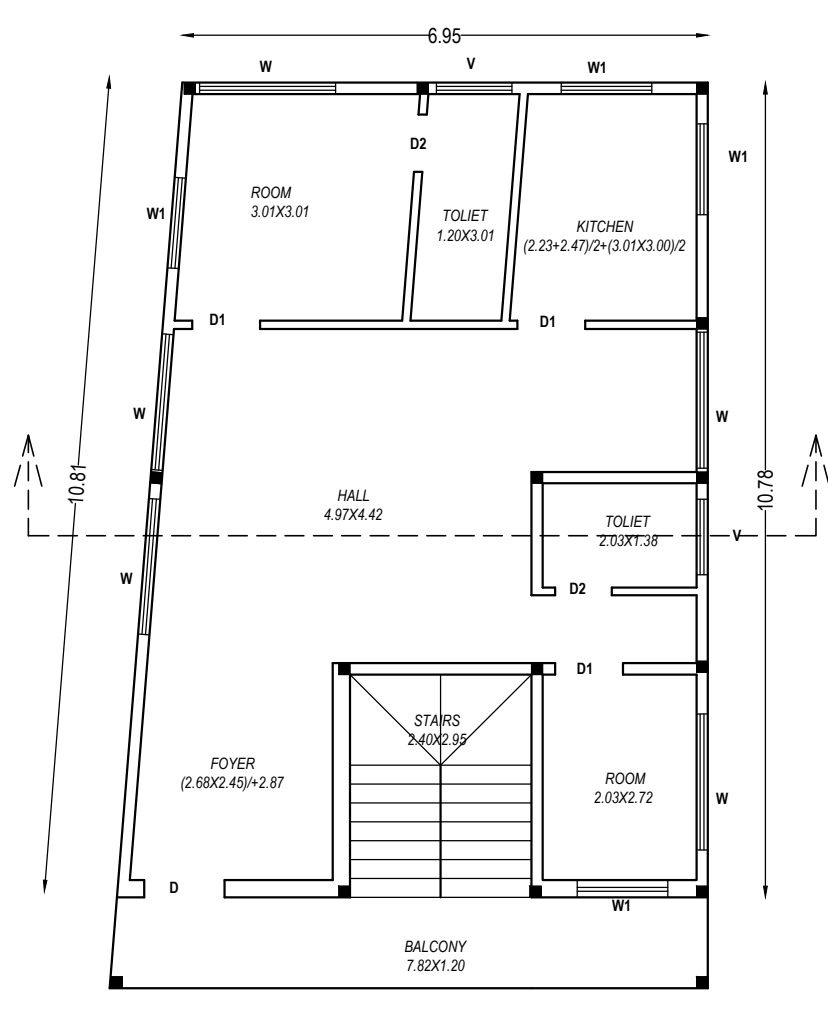 6.95
W
V
W1
D2
W1
ROOM
3.01X3.01
W1
TOLIET
1.20X3.01
KITCHEN
(2.23+2.47)/2+(3.01X3.00)/2
D1
D1
W
W
10.81
10.78
HALL
4.97X4.42
TOLIET
2.03X1.38
V
W
D2
D1
STAIRS
2.40X2.95
FOYER
(2.68X2.45)/+2.87
ROOM
2.03X2.72
W
D
W1
BALCONY
7.82X1.20